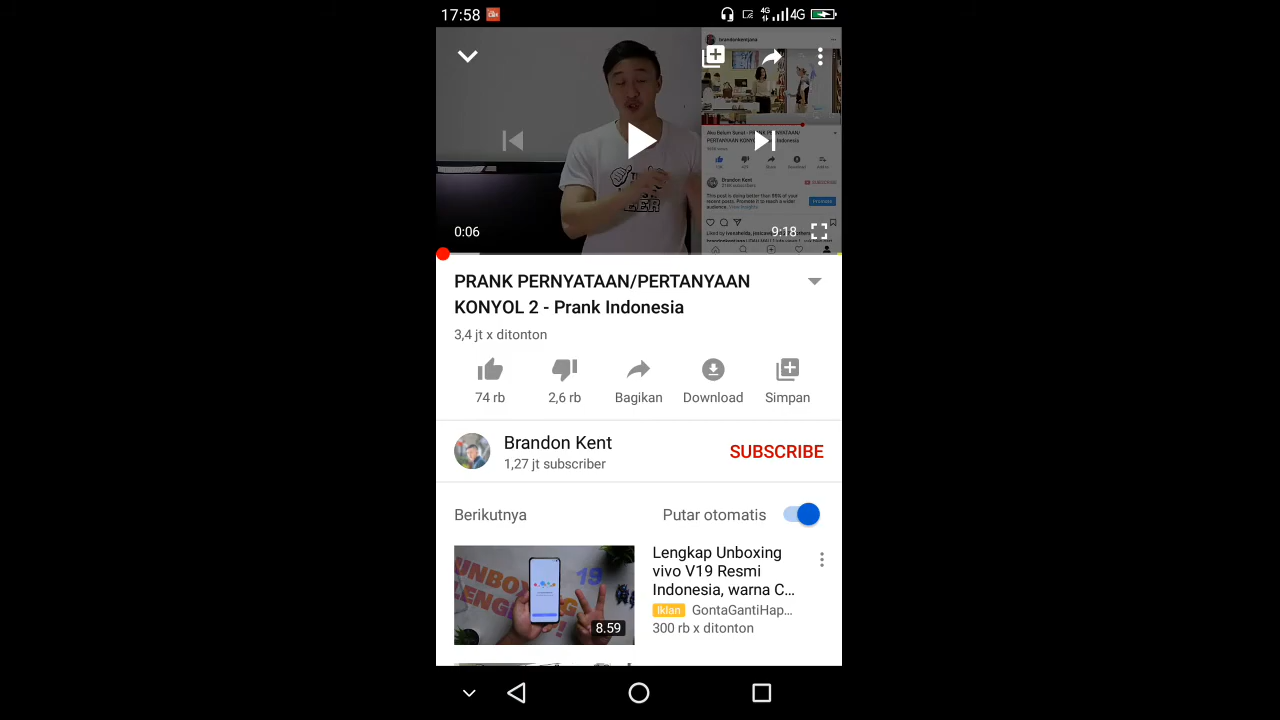 17:58
4G
4G
brandonkentjana
0:06
9:18
PRANK PERNYATAAN/PERTANYAAN
KONYOL 2 - Prank Indonesia
3,4 jt x ditonton
74 rb
2,6 rb
Bagikan
Download
Simpan
Brandon Kent
1,27 jt subscriber
SUBSCRIBE
Berikutnya
Putar otomatis
8.59
Lengkap Unboxing
vivo V19 Resmi
Indonesia, warna C...
Iklan
GontaGantiHap...
300 rb x ditonton